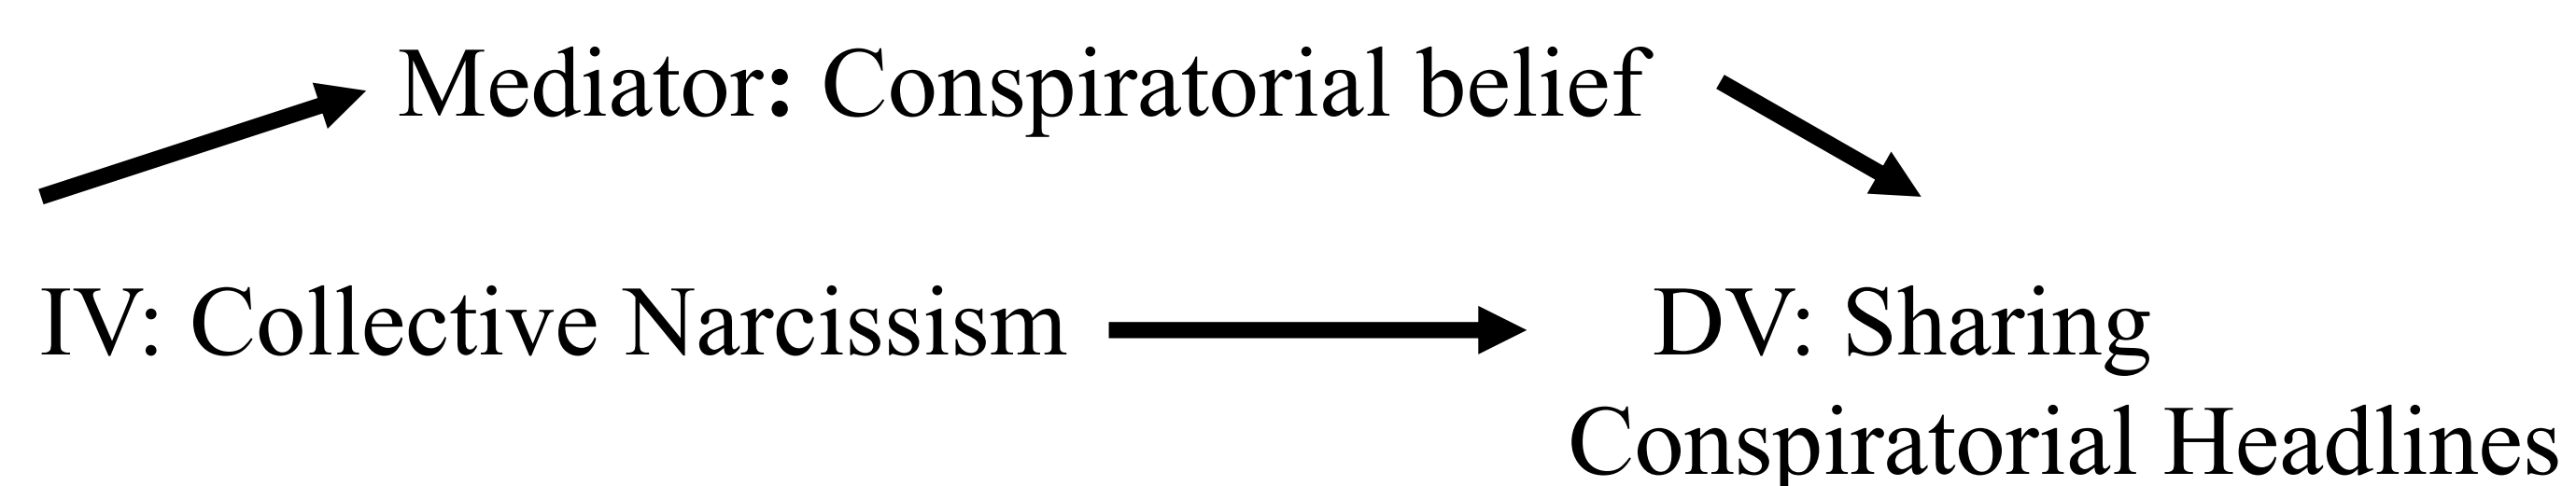 Mediator: Conspiratorial belief
IV: Collective Narcissism
DV: Sharing
Conspiratorial Headlines